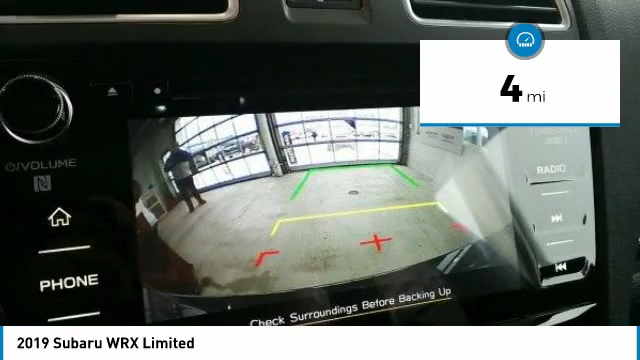 4 mi
VOLUME
N
RADIO
PHONE
Check Surroundings Before Backing Up
2019 Subaru WRX Limited